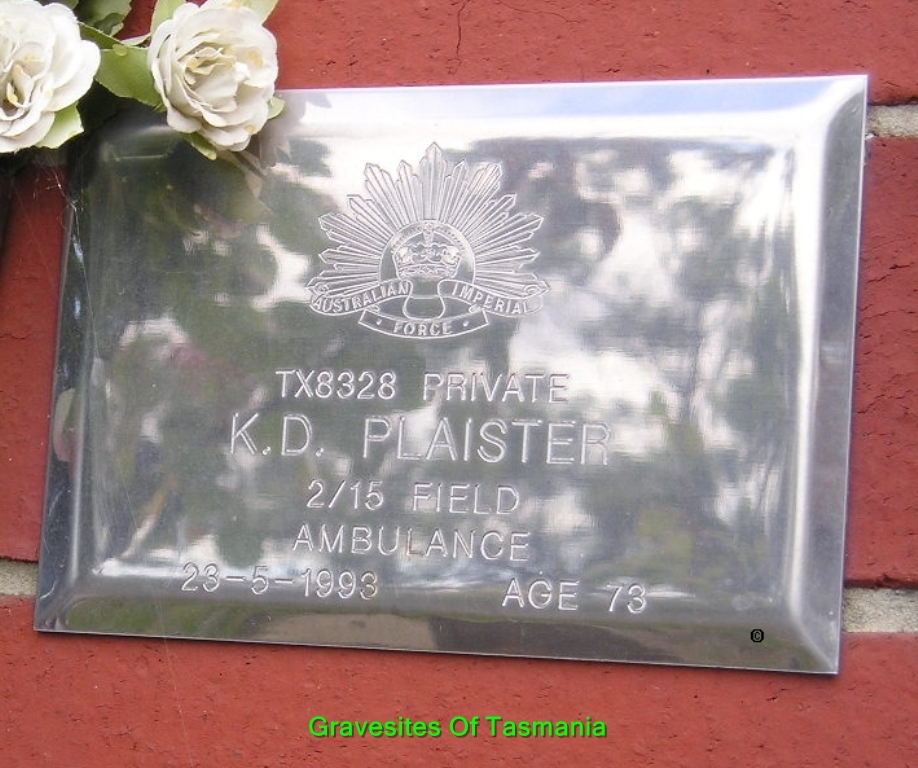 AUSTRALIAN IMPERIAL
FORCE
TX8328 PRIVATE
K.D. PLAISTER
2/15 FIELD
AMBULANCE
23-5-1993 AGE 73
©
Gravesites Of Tasmania